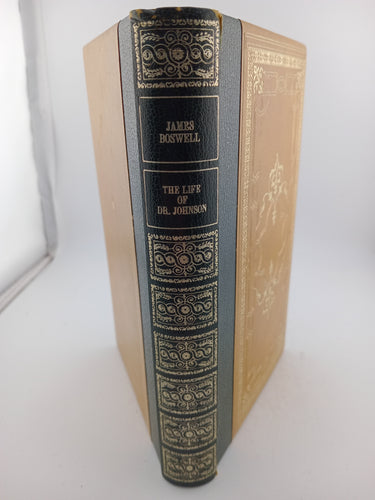 JAMES
BOSWELL
THE LIFE
OF
DR. JOHNSON